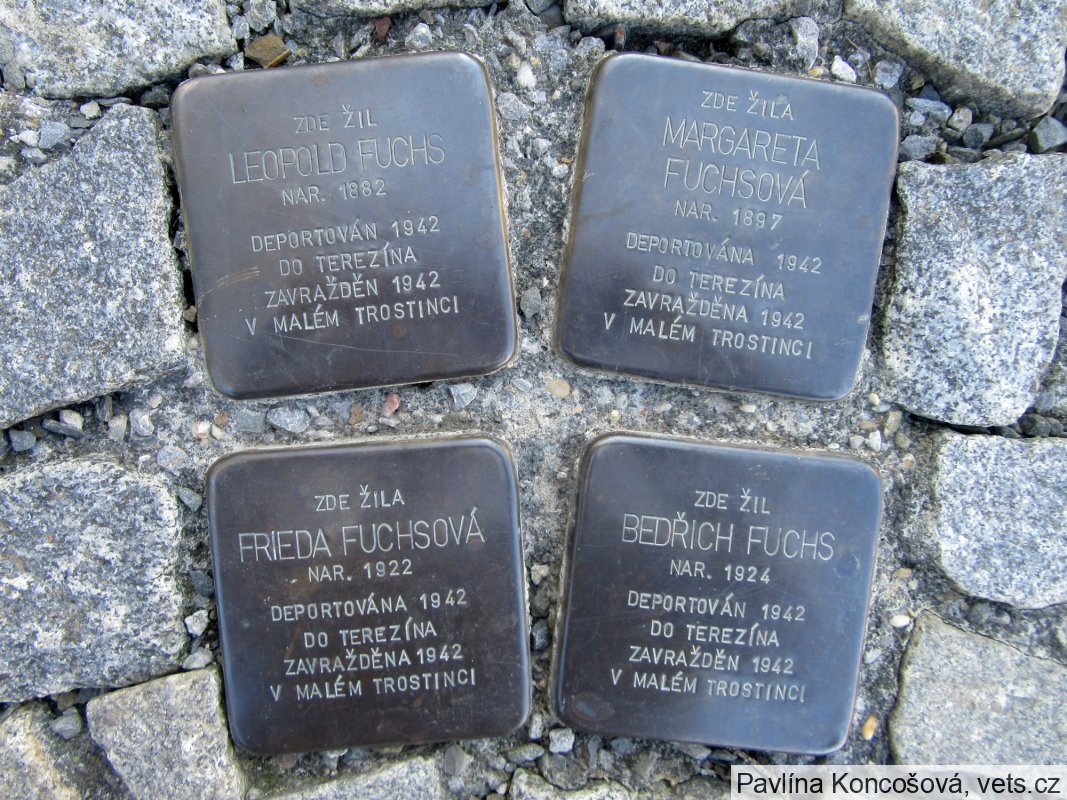 ZDE ŽIL
LEOPOLD FUCHS
NAR. 1882
DEPORTOVÁN 1942
DO TEREZÍNA
ZAVRAŽDĚN 1942
V MALÉM TROSTINCI
ZDE ŽILA
MARGARETA
FUCHSOVÁ
NAR. 1897
DEPORTOVÁNA 1942
DO TEREZÍNA
ZAVRAŽDĚNA 1942
V MALÉM TROSTINCI
ZDE ŽILA
FRIEDA FUCHSOVÁ
NAR. 1922
DEPORTOVÁNA 1942
DO TEREZÍNA
ZAVRAŽDĚNA 1942
V MALÉM TROSTINCI
ZDE ŽIL
BEDŘICH FUCHS
NAR. 1924
DEPORTOVÁN 1942
DO TEREZÍNA
ZAVRAŽDĚN 1942
V MALÉM TROSTINCI
Pavlína Koncošová, vets.cz